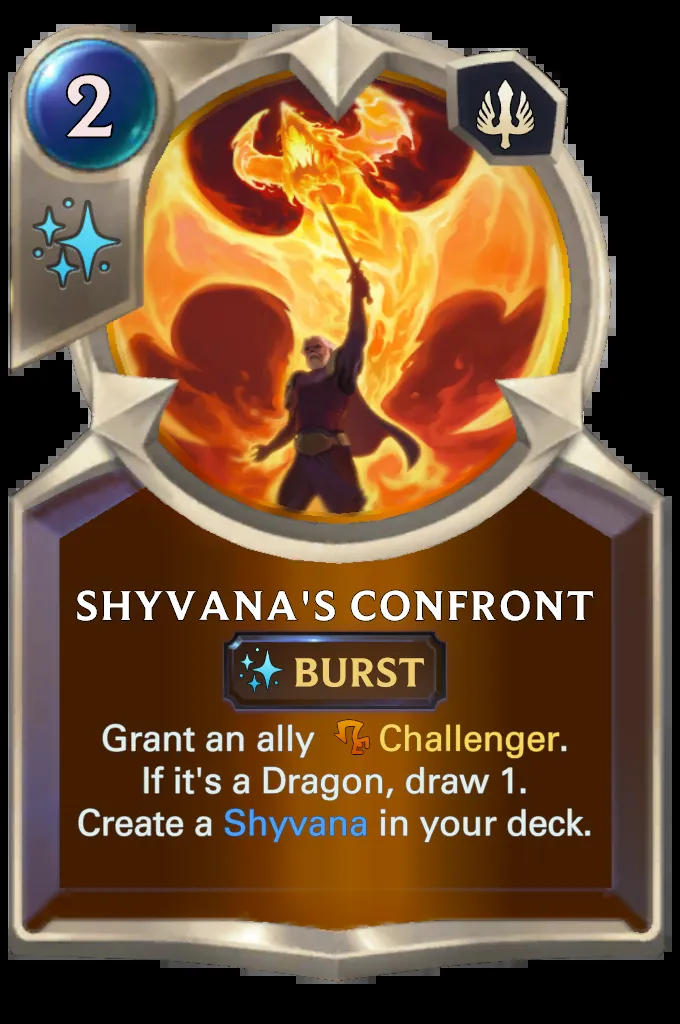 2
SHYVANA'S CONFRONT
BURST
Grant an ally Challenger.
If it's a Dragon, draw 1.
Create a Shyvana in your deck.